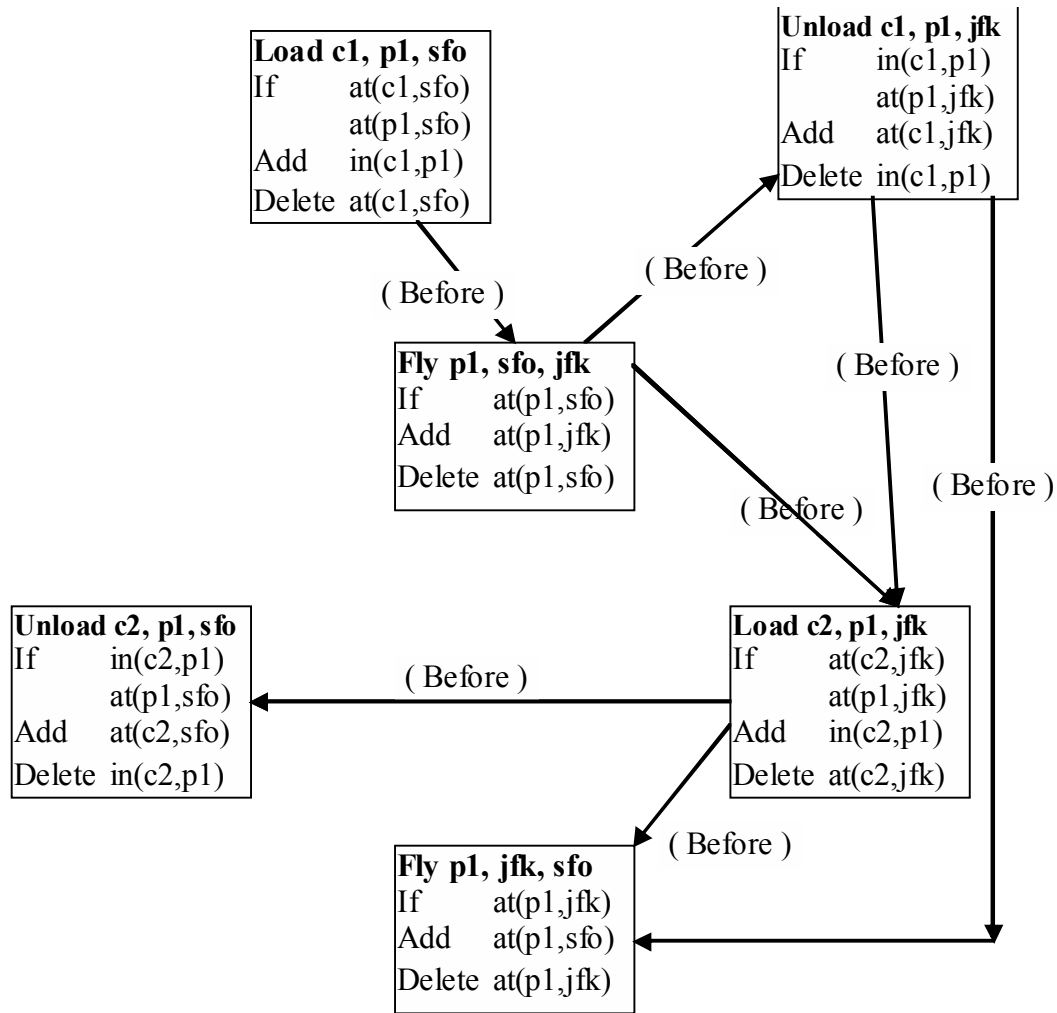 Load c1, p1, sfo
If at(c1,sfo)
at(p1,sfo)
Add in(c1,p1)
Delete at(c1,sfo)
Unload c1, p1, jfk
If in(c1,p1)
at(p1,jfk)
Add at(c1,jfk)
Delete in(c1,p1)
( Before )
( Before )
Fly p1, sfo, jfk
If at(p1,sfo)
Add at(p1,jfk)
Delete at(p1,sfo)
( Before )
( Before )
( Before )
Unload c2, p1, sfo
If in(c2,p1)
at(p1,sfo)
Add at(c2,sfo)
Delete in(c2,p1)
( Before )
Load c2, p1, jfk
If at(c2,jfk)
at(p1,jfk)
Add in(c2,p1)
Delete at(c2,jfk)
( Before )
Fly p1, jfk, sfo
If at(p1,jfk)
Add at(p1,sfo)
Delete at(p1,jfk)